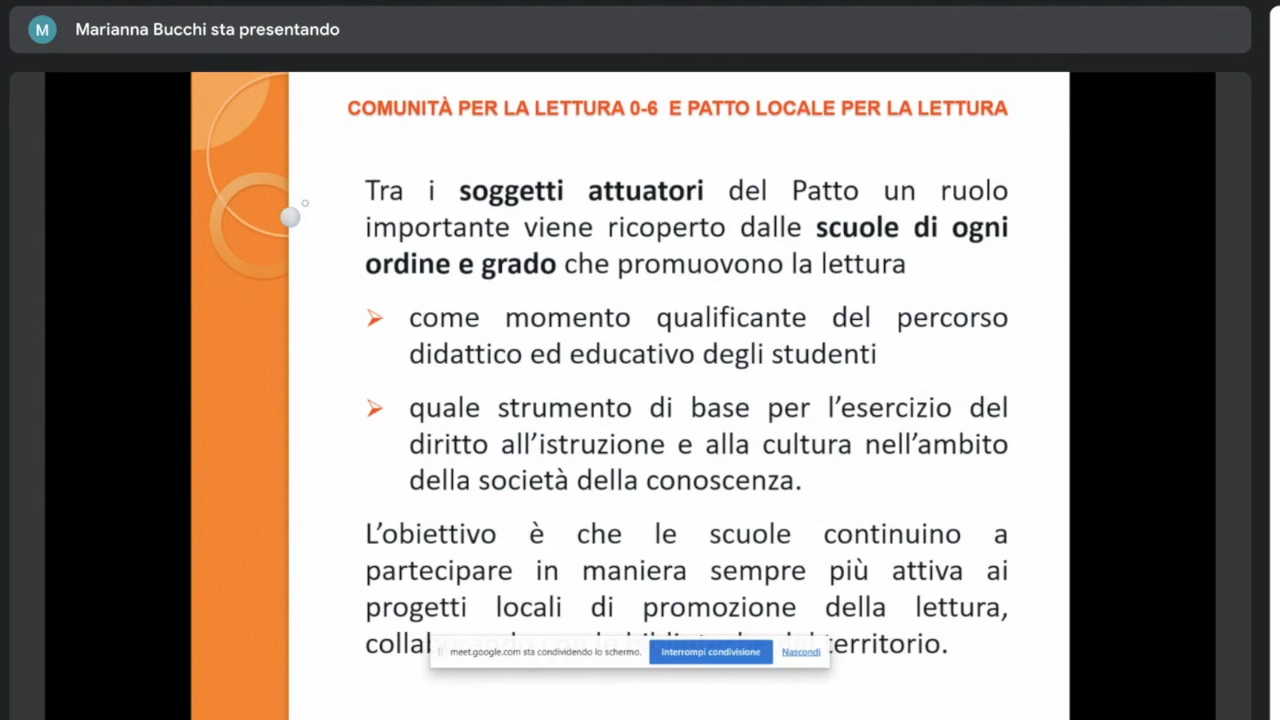 M Marianna Bucchi sta presentando
COMUNITÀ PER LA LETTURA 0-6 E PATTO LOCALE PER LA LETTURA
Tra i soggetti attuatori del Patto un ruolo
importante viene ricoperto dalle scuole di ogni
ordine e grado che promuovono la lettura
come momento qualificante del percorso
didattico ed educativo degli studenti
quale strumento di base per l’esercizio del
diritto all’istruzione e alla cultura nell’ambito
della società della conoscenza.
L’obiettivo è che le scuole continuino a
partecipare in maniera sempre più attiva ai
progetti locali di promozione della lettura,
territorio.
meet.google.com sta condividendo lo schermo. Interrompi condivisione Nascondi